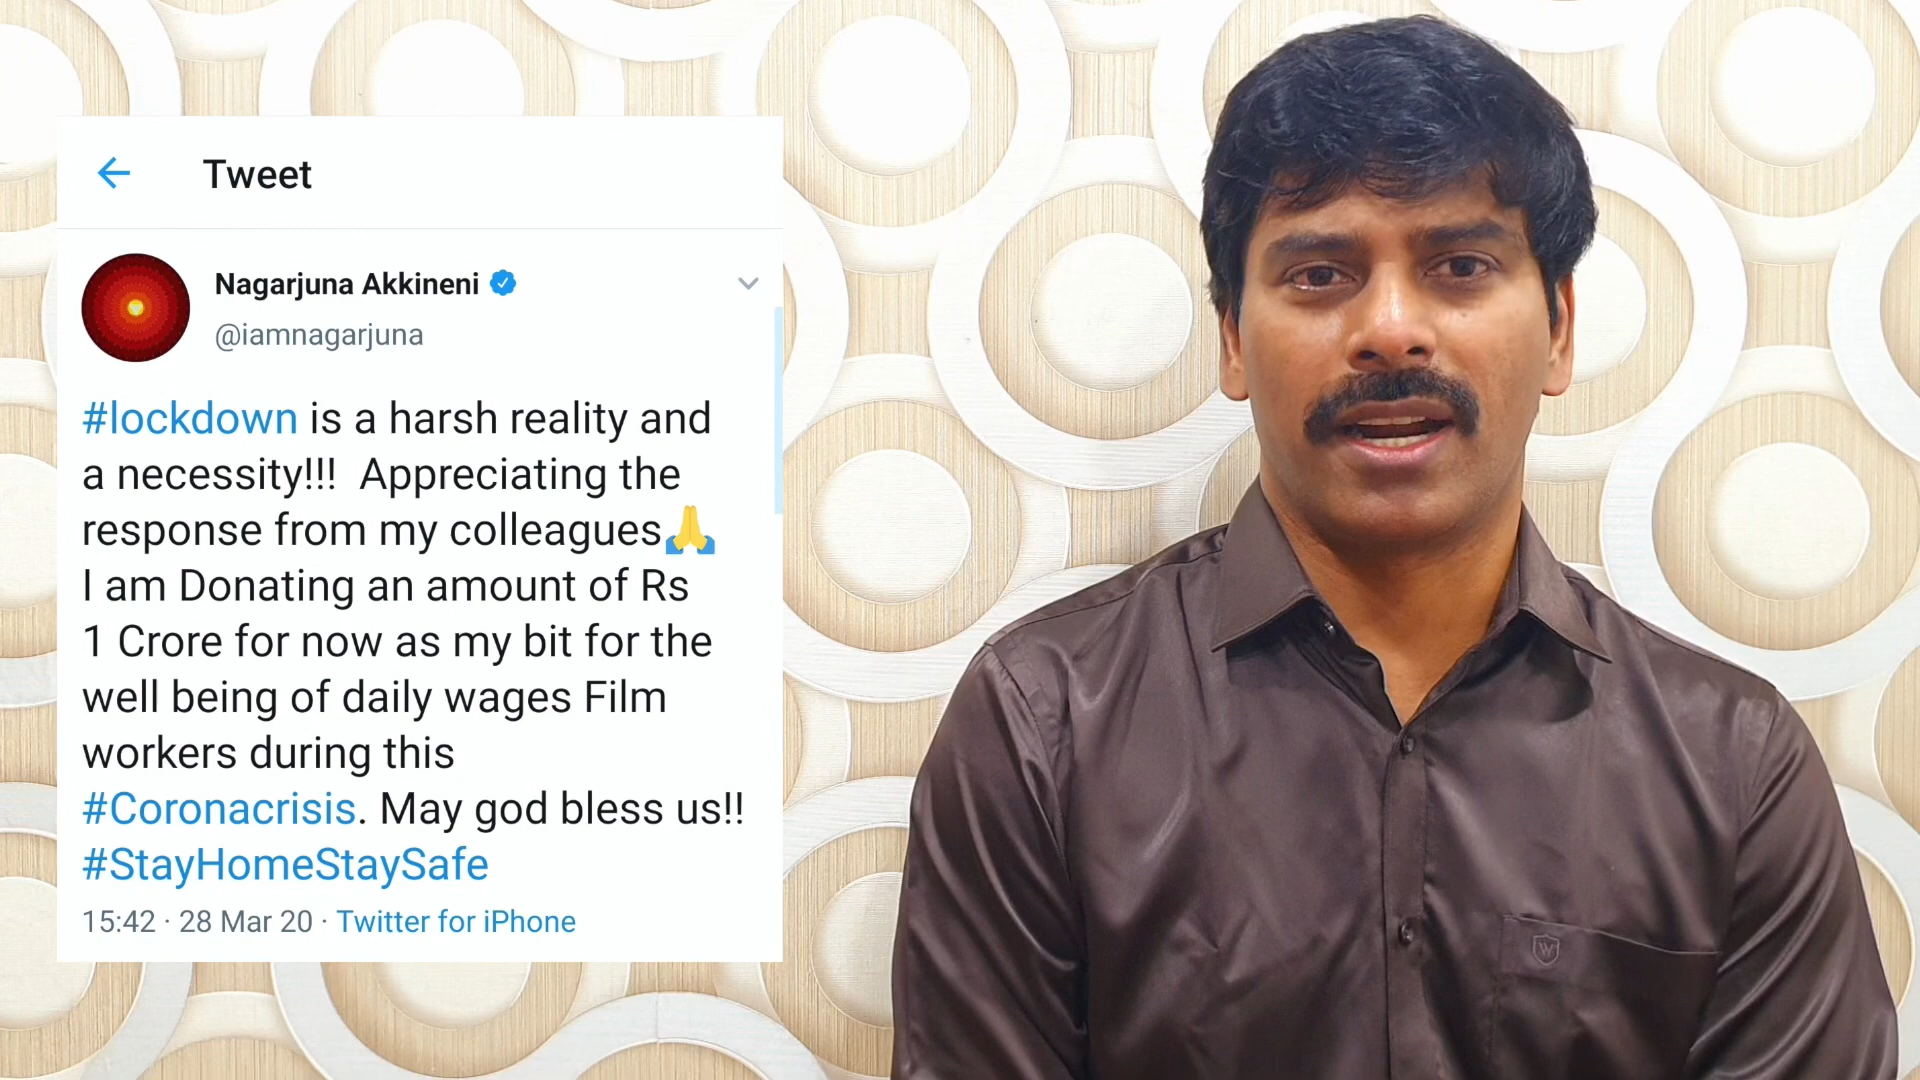 Tweet
Nagarjuna Akkineni
@iamnagarjuna
#lockdown is a harsh reality and
a necessity!!! Appreciating the
response from my colleagues🙏
I am Donating an amount of Rs
1 Crore for now as my bit for the
well being of daily wages Film
workers during this
#Coronacrisis. May god bless us!!
#StayHomeStaySafe
15:42 · 28 Mar 20 · Twitter for iPhone
W